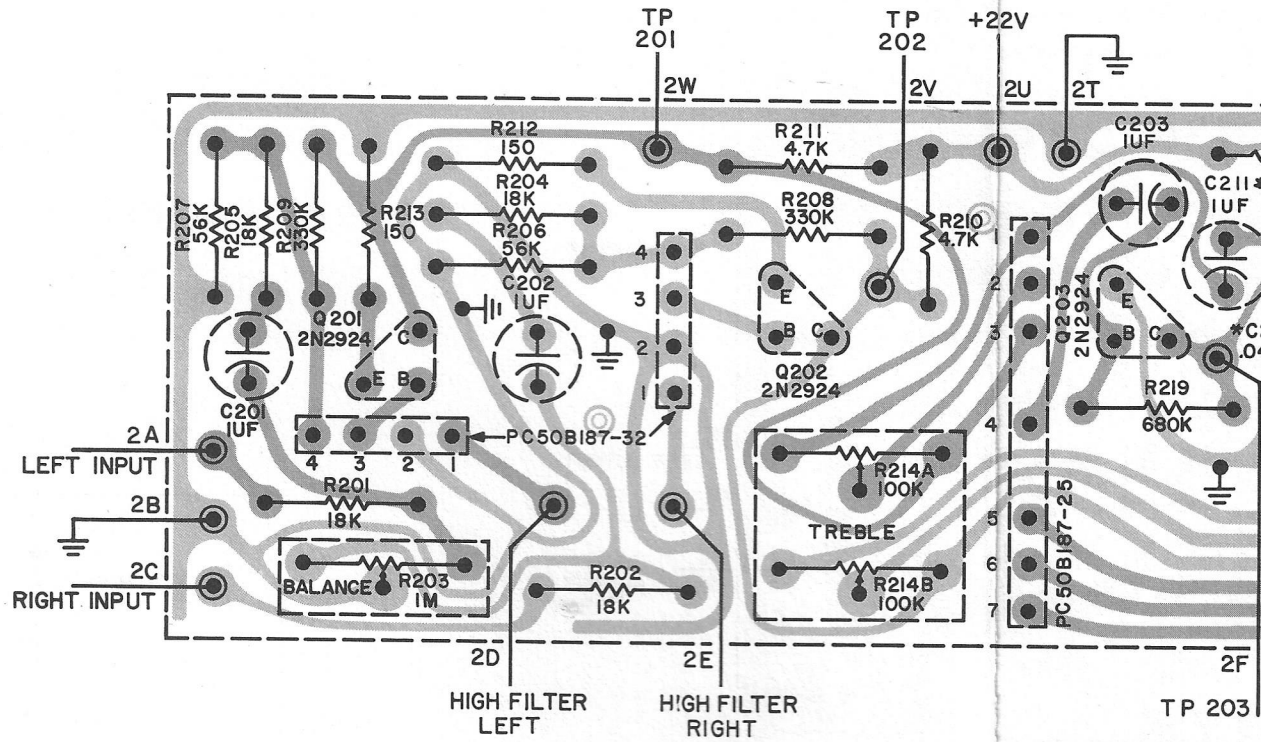 TP
201
TP
202
+22V
2W
2V
2U
2T
R212
150
R211
4.7K
C203
1UF
R204
18K
C211*
1UF
R207
56K
R205
18K
R209
330K
R213
150
R208
330K
R210
4.7K
R206
56K
4
1
C202
1UF
3
E
2
Q203
2N2924
E
Q201
2N2924
C
2
B
C
3
B
C
*C2
.04
E
B
1
Q202
2N2924
R219
680K
C201
1UF
4
2A
LEFT INPUT
4
3
2
1
PC50B187-32
R214A
100K
R201
18K
2B
TREBLE
5
PC50B187-25
2C
RIGHT INPUT
BALANCE
R203
1M
R202
18K
R214B
100K
6
7
2D
2E
2F
HIGH FILTER
LEFT
HIGH FILTER
RIGHT
TP 203